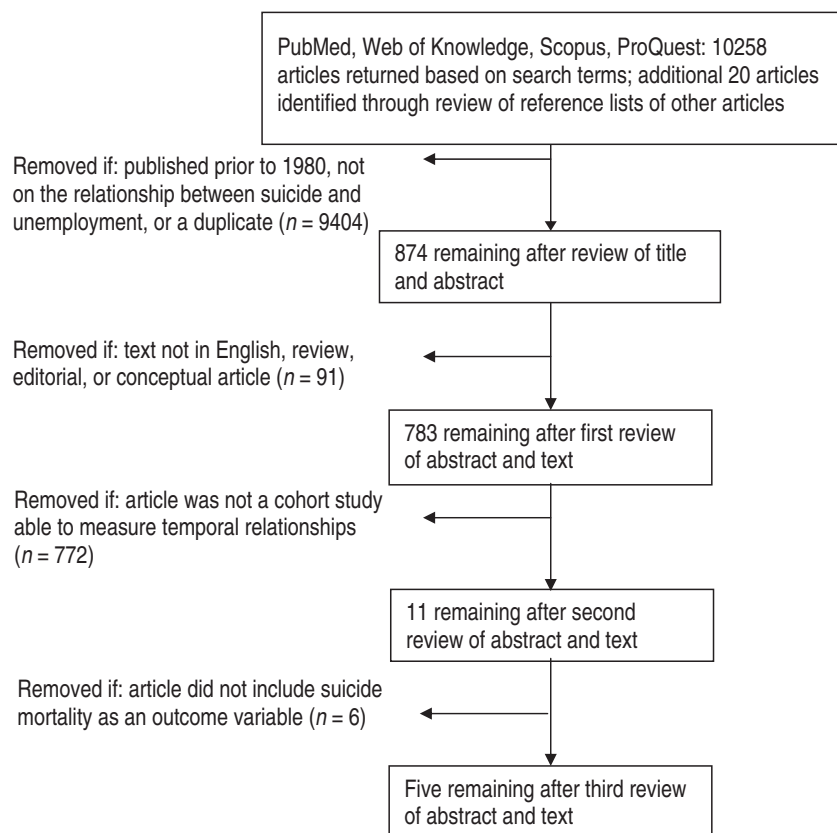 PubMed, Web of Knowledge, Scopus, ProQuest: 10258
articles returned based on search terms; additional 20 articles
identified through review of reference lists of other articles
Removed if: published prior to 1980, not
on the relationship between suicide and
unemployment, or a duplicate (n = 9404)
874 remaining after review of title
and abstract
Removed if: text not in English, review,
editorial, or conceptual article (n = 91)
783 remaining after first review
of abstract and text
Removed if: article was not a cohort study
able to measure temporal relationships
(n = 772)
11 remaining after second
review of abstract and text
Removed if: article did not include suicide
mortality as an outcome variable (n = 6)
Five remaining after third review
of abstract and text